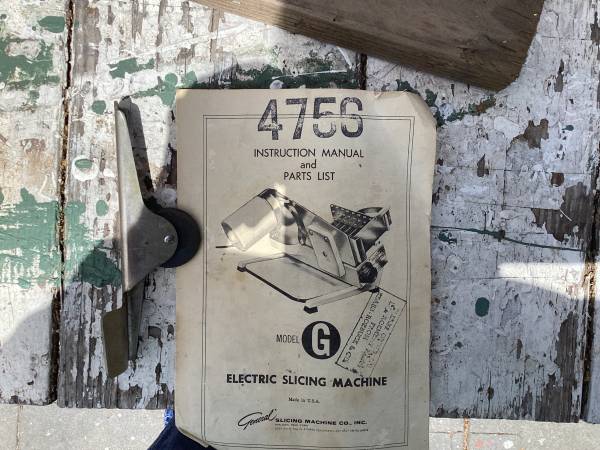 4756
INSTRUCTION MANUAL
and
PARTS LIST
MODEL G
ELECTRIC SLICING MACHINE
Made in U.S.A.
General SLICING MACHINE CO., INC.